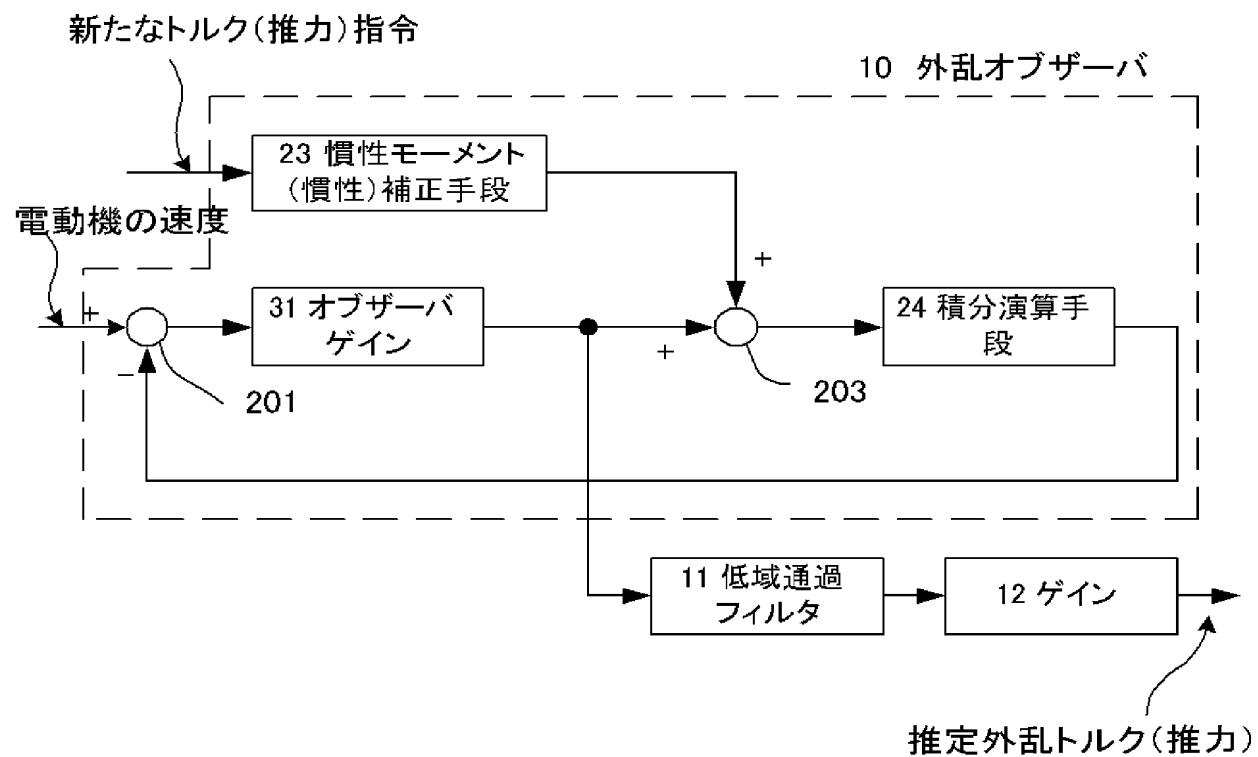 新たなトルク(推力)指令
10 外乱オブザーバ
23 慣性モーメント
(慣性)補正手段
電動機の速度
+
+
31 オブザーバ
ゲイン
24 積分演算手
段
+
−
201
203
11 低域通過
フィルタ
12 ゲイン
推定外乱トルク(推力)